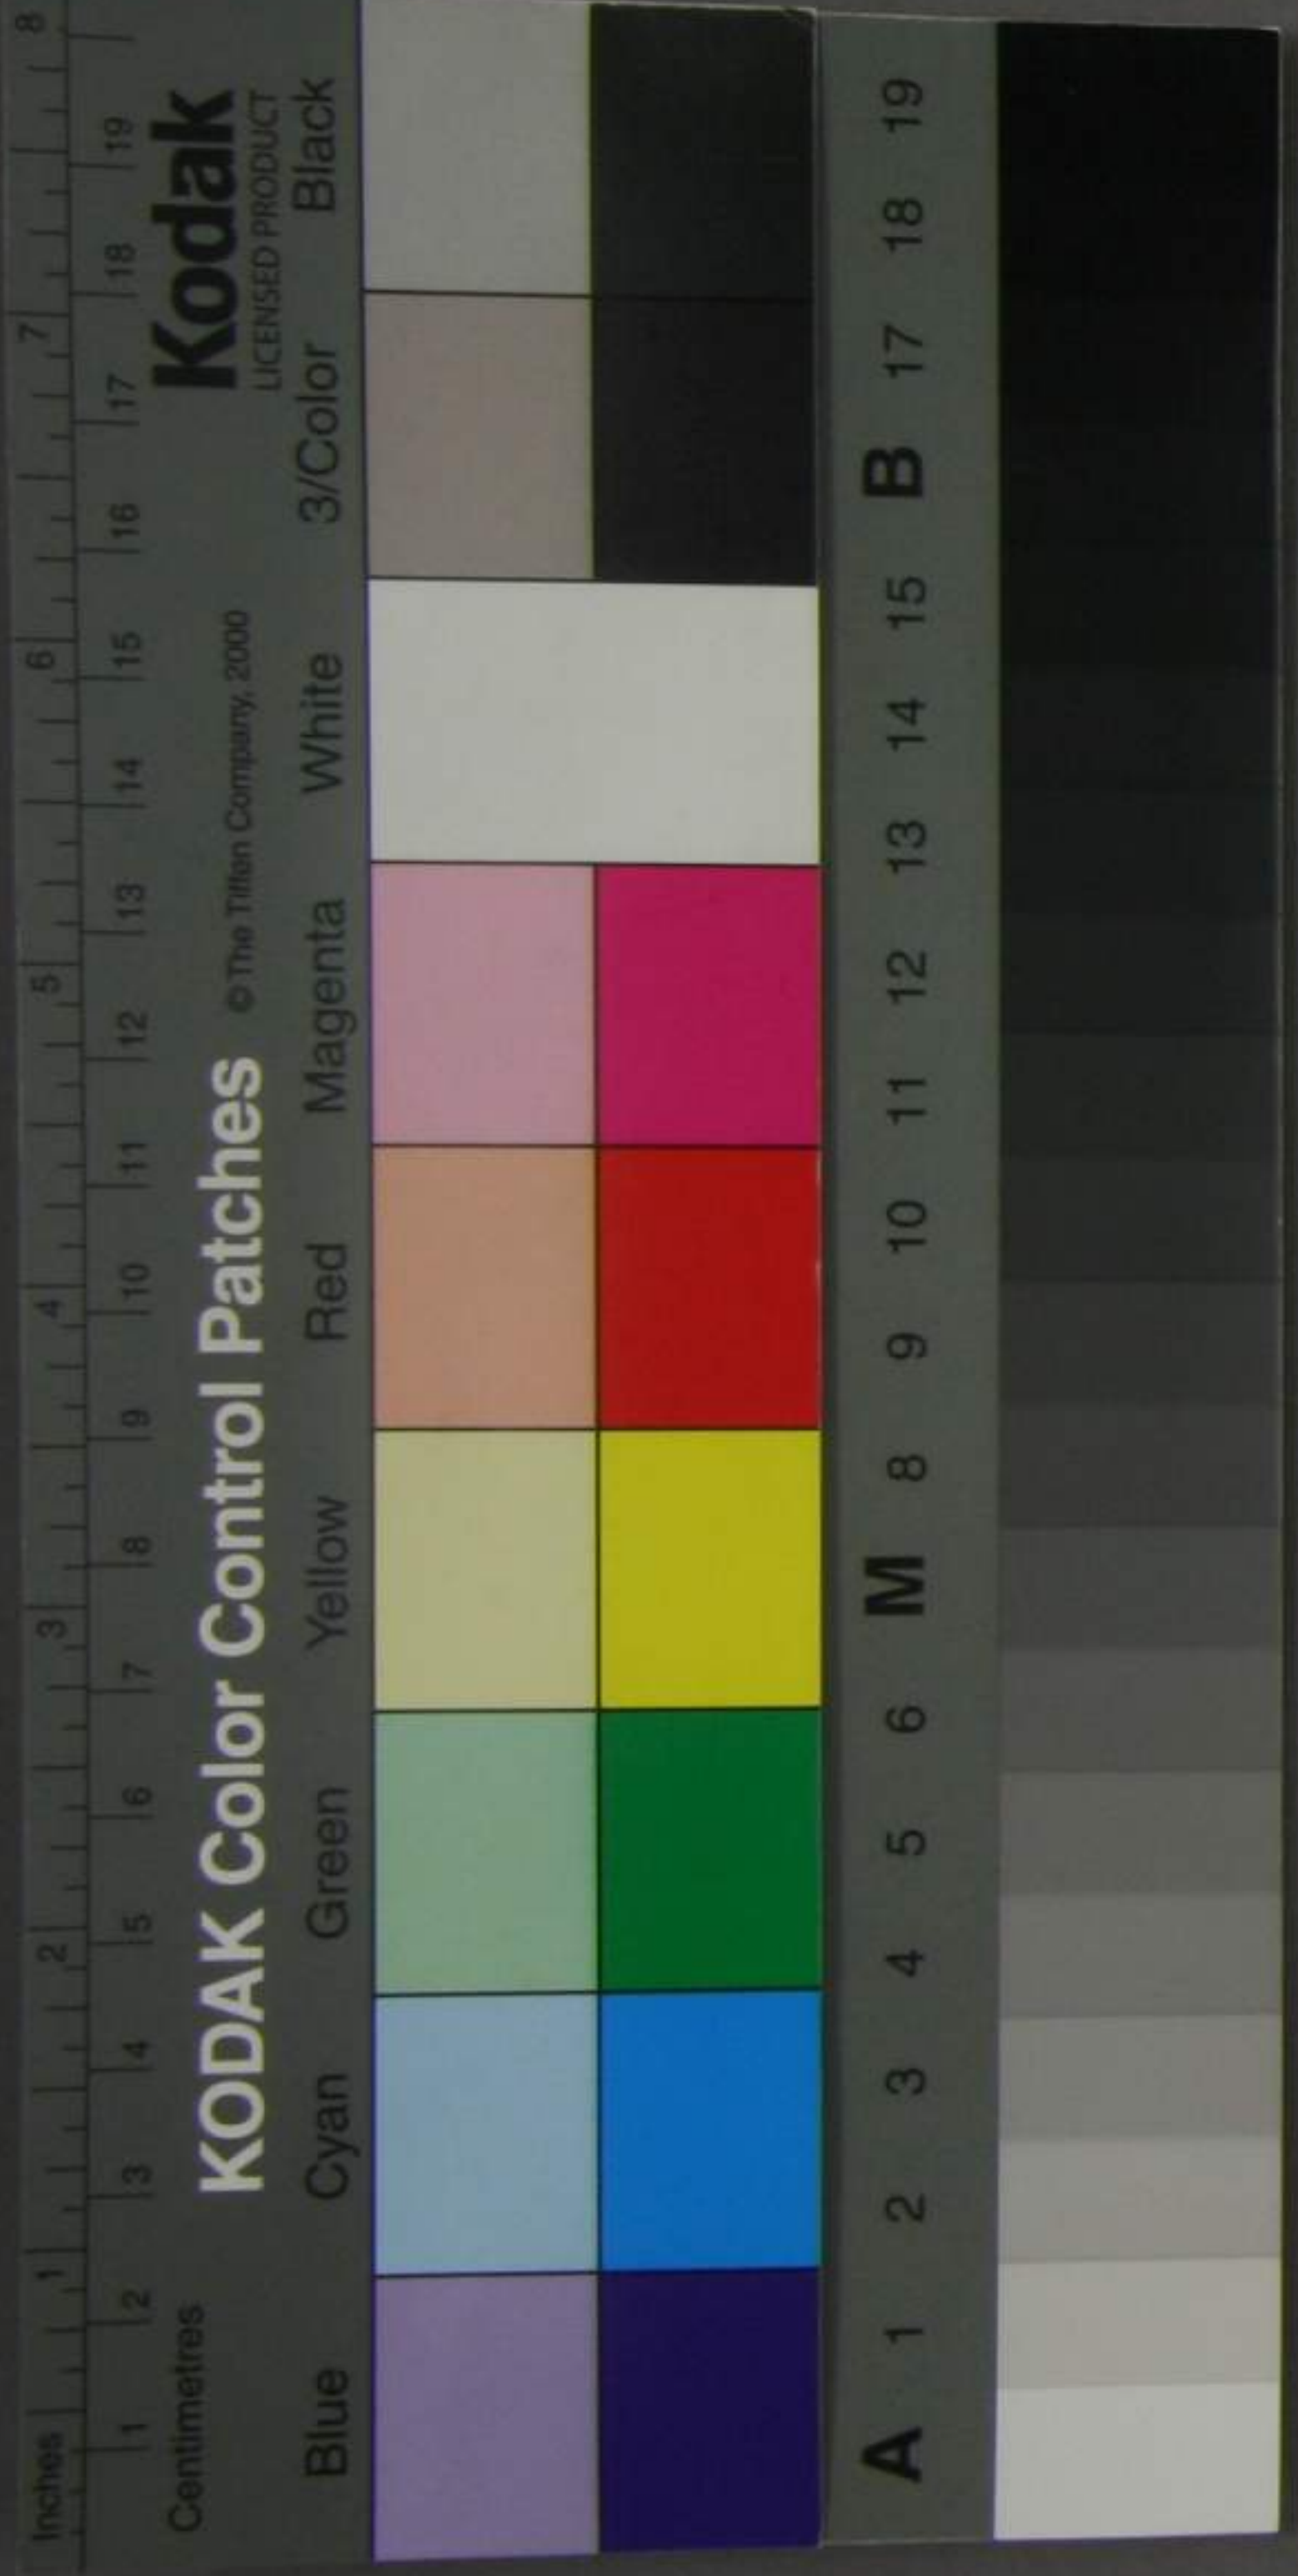 Inches 1 2 3 4 5 6 7 8
Centimetres 1 2 3 4 5 6 7 8 9 10 11 12 13 14 15 16 17 18 19
KODAK Color Control Patches © The Tiffen Company, 2000
Kodak
LICENSED PRODUCT
Blue Cyan Green Yellow Red Magenta White 3/Color Black
A 1 2 3 4 5 6 M 8 9 10 11 12 13 14 15 B 17 18 19